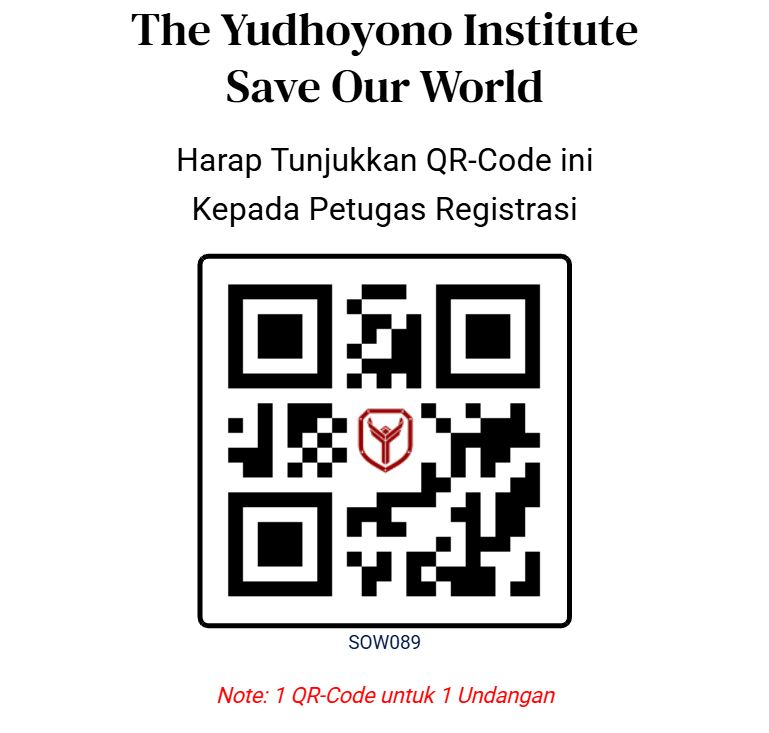 The Yudhoyono Institute
Save Our World
Harap Tunjukkan QR-Code ini
Kepada Petugas Registrasi
SOW089
Note: 1 QR-Code untuk 1 Undangan